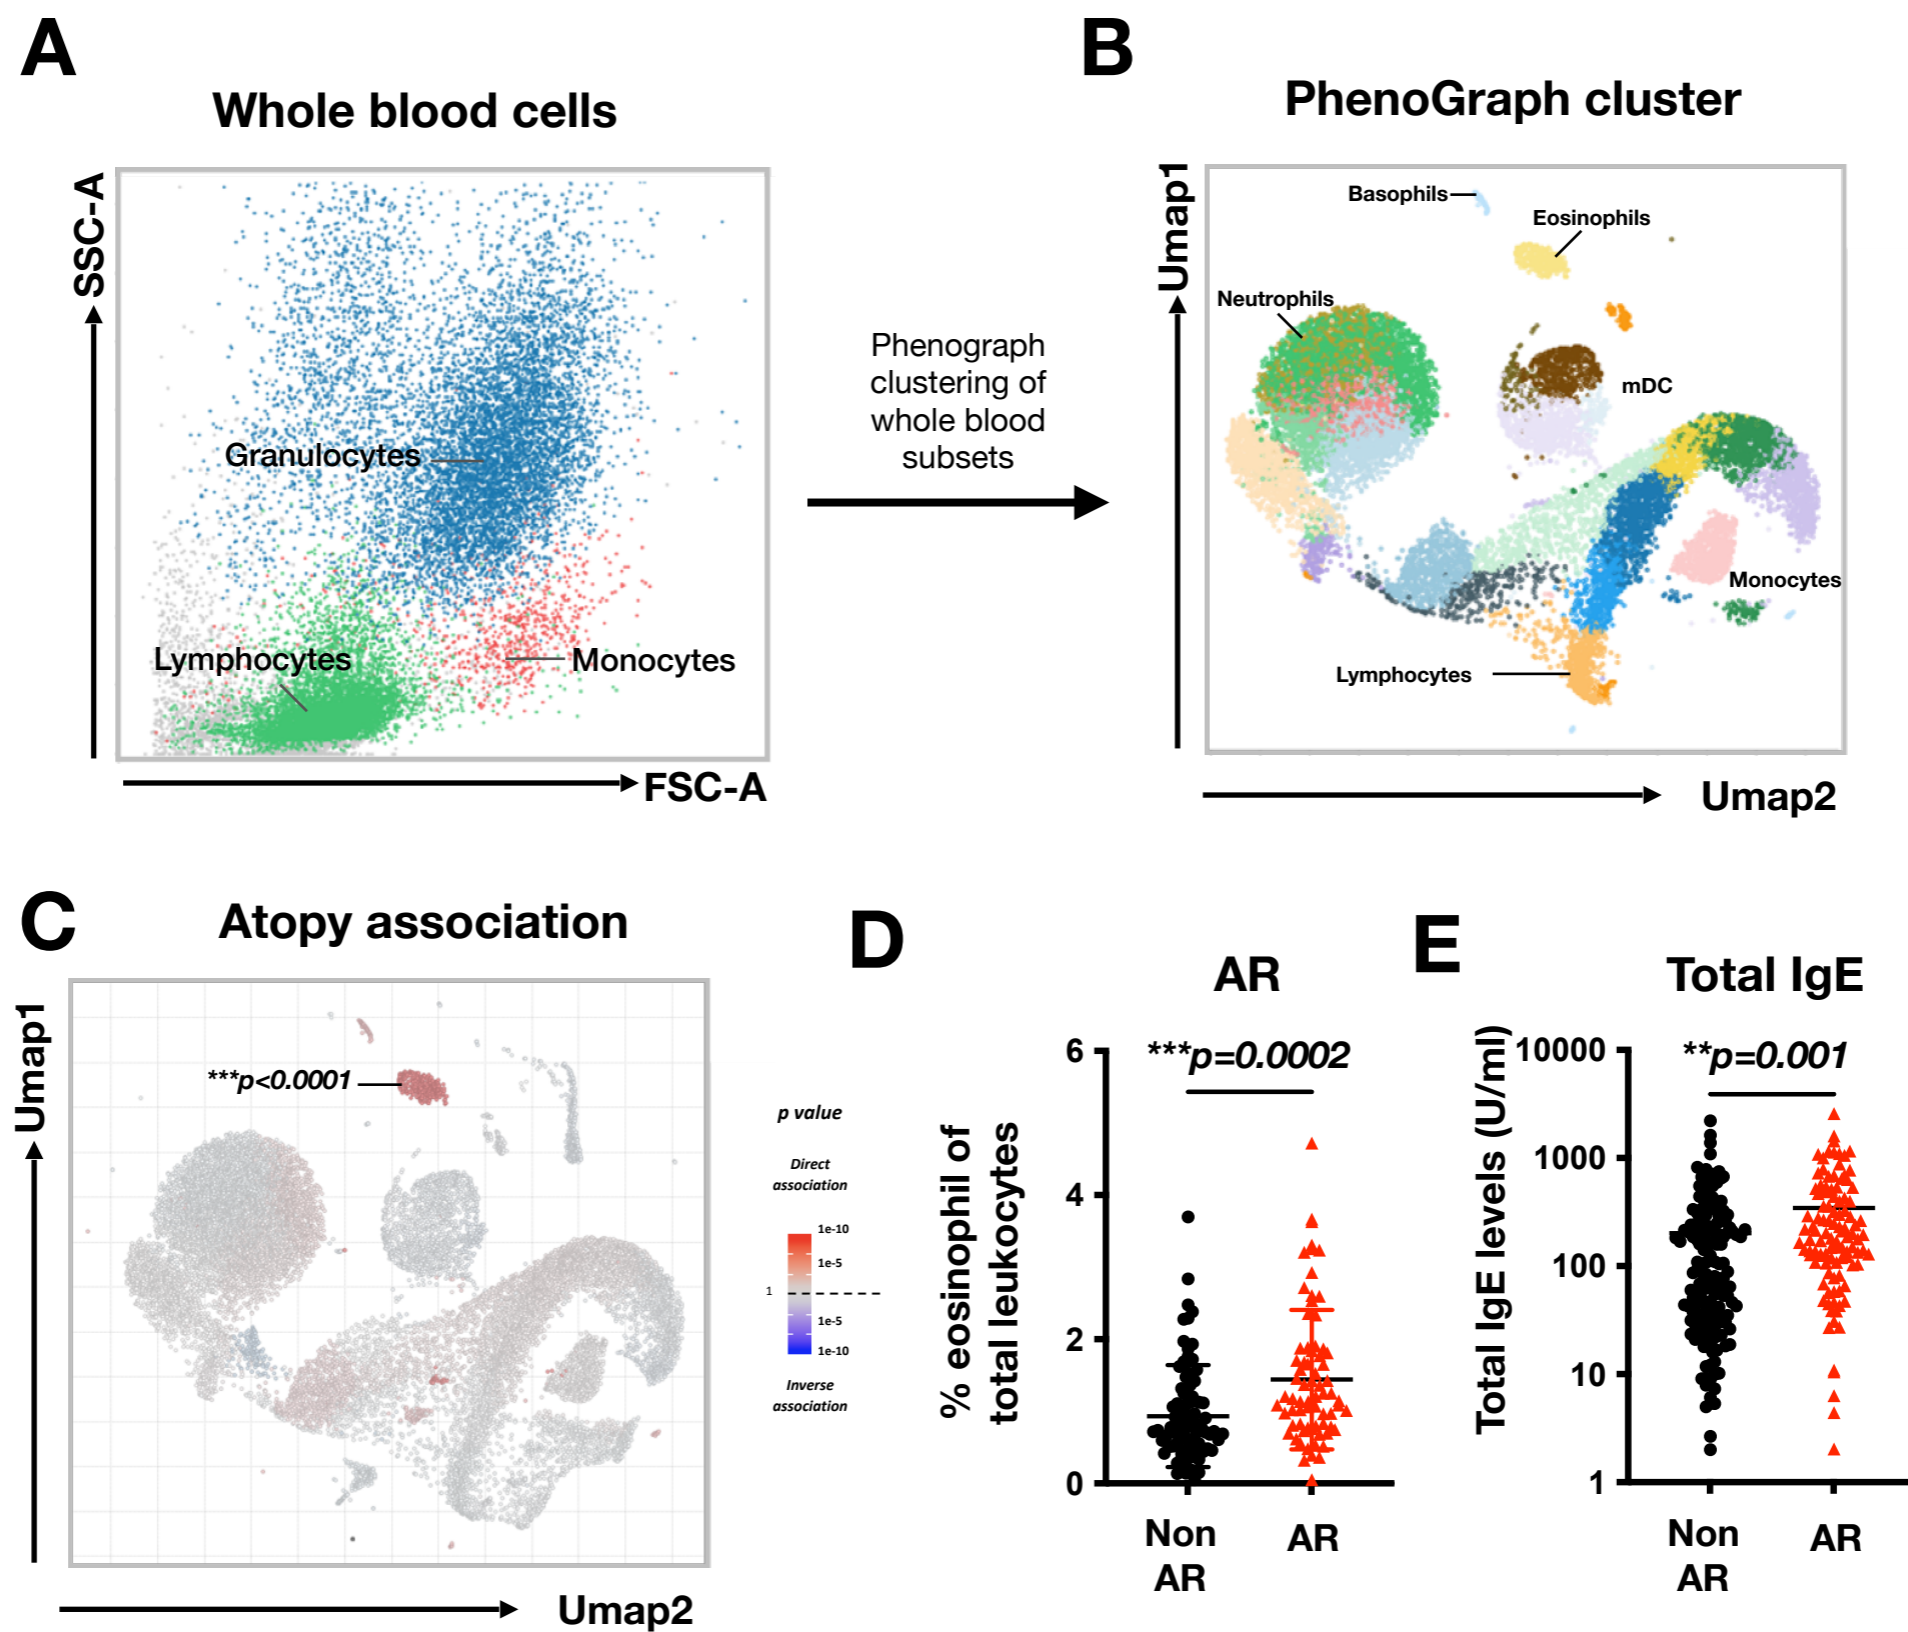 A
Whole blood cells
SSC-A
Granulocytes
Lymphocytes
Monocytes
FSC-A
Phenograph
clustering of
whole blood
subsets
B
PhenoGraph cluster
Umap1
Basophils
Eosinophils
Neutrophils
mDC
Monocytes
Lymphocytes
Umap2
C
Atopy association
Umap1
***p<0.0001
Umap2
p value
Direct
association
1e-10
1e-5
1
1e-5
1e-10
Inverse
association
D
AR
***p=0.0002
% eosinophil of
total leukocytes
6
4
2
0
Non
AR
AR
E
Total IgE
**p=0.001
Total IgE levels (U/ml)
10000
1000
100
10
1
Non
AR
AR